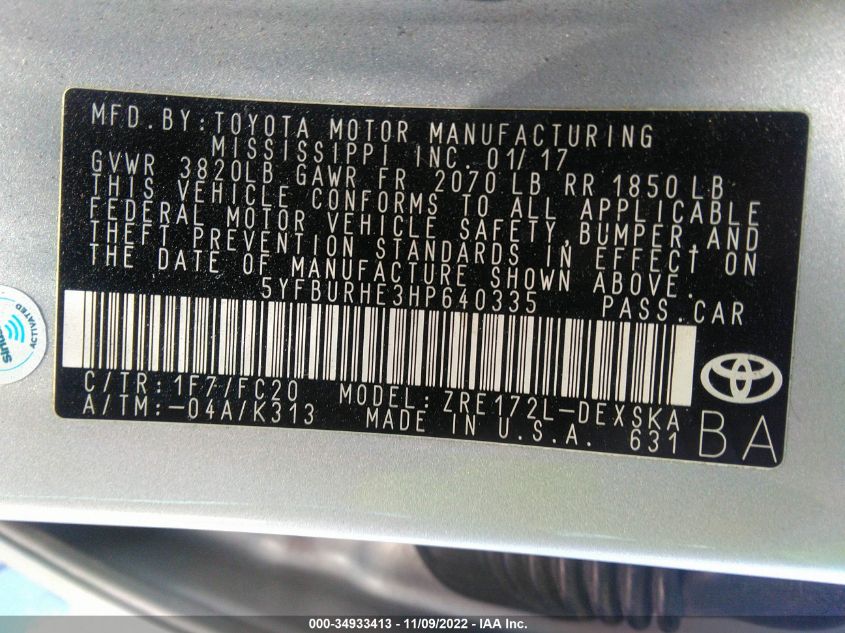 MFD.BY:TOYOTA MOTOR MANUFACTURING
MISSISSIPPI INC. 01/17
GVWR 3820LB GAWR FR 2070 LB RR 1850 LB
THIS VEHICLE CONFORMS TO ALL APPLICABLE
FEDERAL MOTOR VEHICLE SAFETY,BUMPER,AND
THEFT PREVENTION STANDARDS IN EFFECT ON
THE DATE OF MANUFACTURE SHOWN ABOVE.
5YFBURHE3HP640335 PASS.CAR
C/TR:1F7/FC20 MODEL:ZRE172L-DEXSKA
A/TM:-04A/K313 MADE IN U.S.A. 631
BA
ACTIVATED
000-34933413 - 11/09/2022 - IAA Inc.